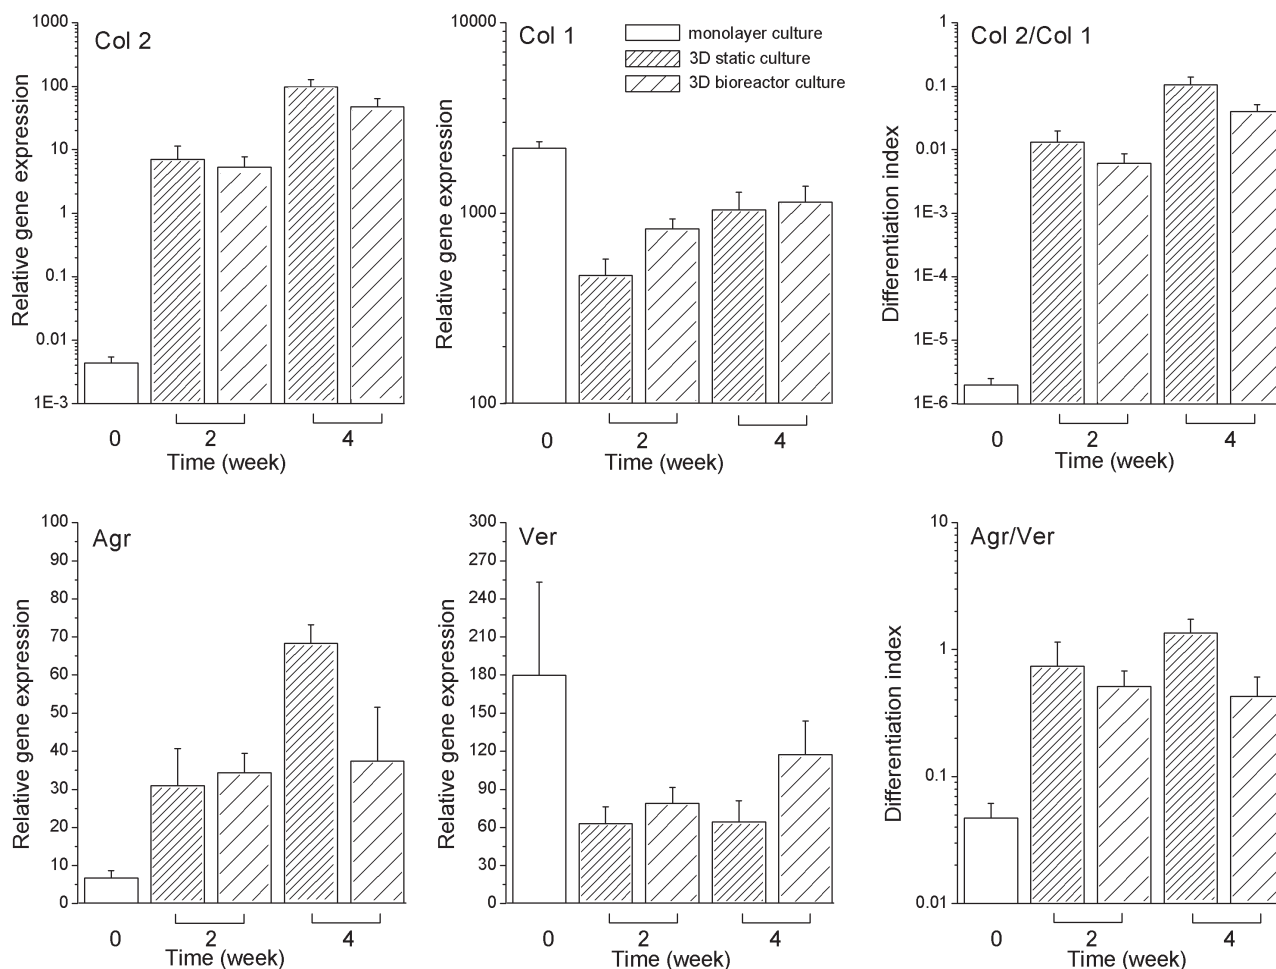 Col 2
Relative gene expression
1000
100
10
1
0.1
0.01
1E-3
0
2
4
Time (week)
Col 1
monolayer culture
3D static culture
3D bioreactor culture
Relative gene expression
10000
1000
100
0
2
4
Time (week)
Col 2/Col 1
Differentiation index
1
0.1
0.01
1E-3
1E-4
1E-5
1E-6
0
2
4
Time (week)
Agr
Relative gene expression
100
90
80
70
60
50
40
30
20
10
0
0
2
4
Time (week)
Ver
Relative gene expression
300
270
240
210
180
150
120
90
60
30
0
0
2
4
Time (week)
Agr/Ver
Differentiation index
10
1
0.1
0.01
0
2
4
Time (week)